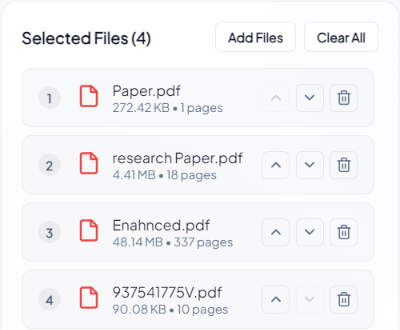 Selected Files (4)
Add Files
Clear All
1
Paper.pdf
272.42 KB • 1 pages
2
research Paper.pdf
4.41 MB • 18 pages
3
Enahnced.pdf
48.14 MB • 337 pages
4
937541775V.pdf
90.08 KB • 10 pages